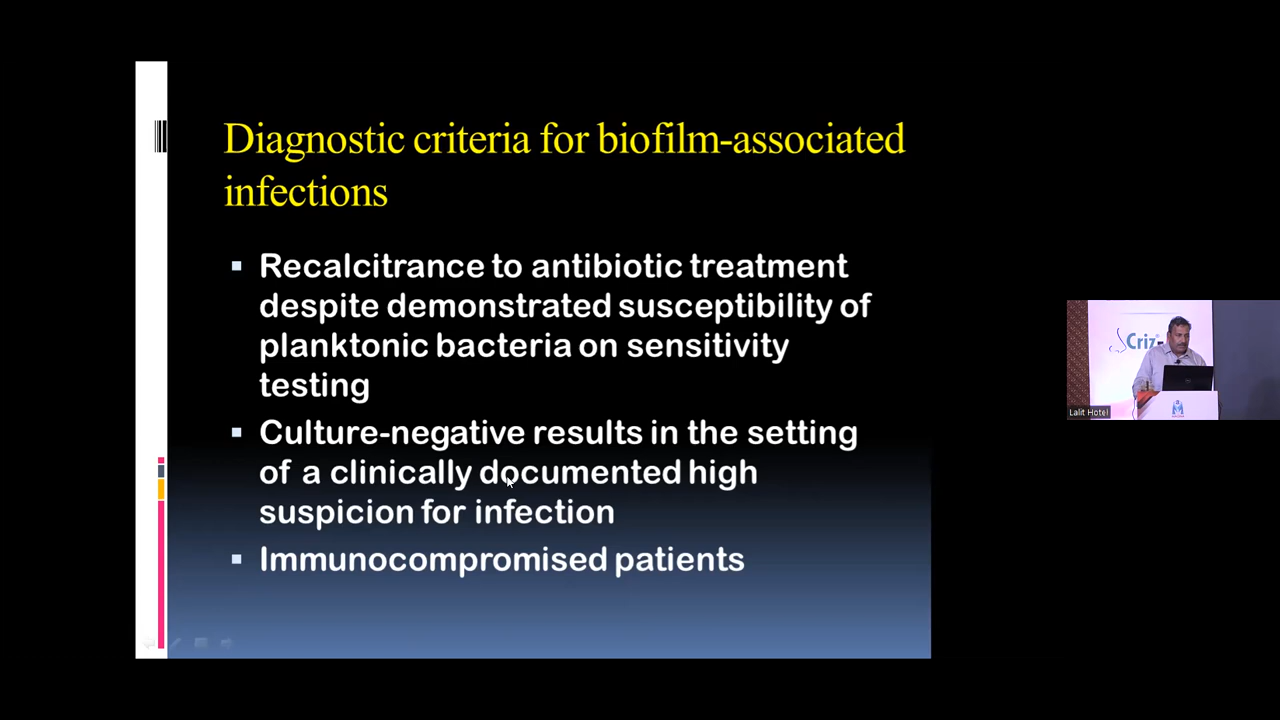 Diagnostic criteria for biofilm-associated
infections
Recalcitrance to antibiotic treatment
despite demonstrated susceptibility of
planktonic bacteria on sensitivity
testing
Culture-negative results in the setting
of a clinically documented high
suspicion for infection
Immunocompromised patients
Criz
Lalit Hotel